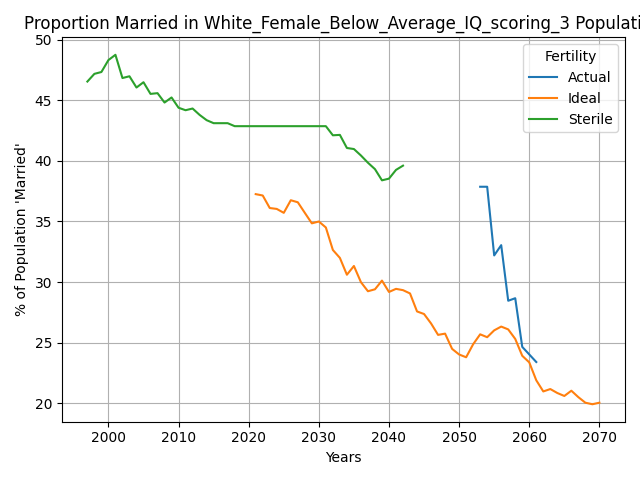 Proportion Married in White_Female_Below_Average_IQ_scoring_3 Populati
50
45
40
35
30
25
20
% of Population 'Married'
Fertility
Actual
Ideal
Sterile
2000 2010 2020 2030 2040 2050 2060 2070
Years